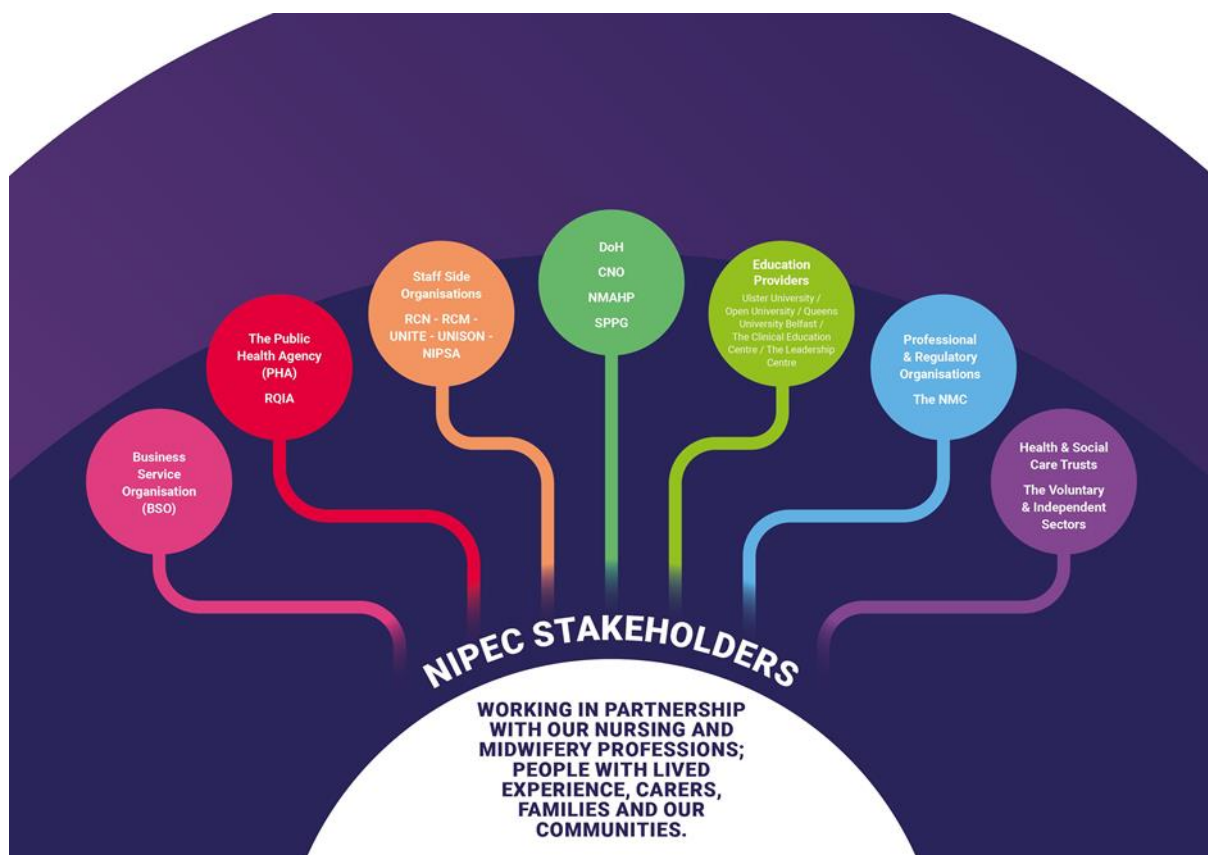 Business
Service
Organisation
(BSO)
The Public
Health Agency
(PHA)
RQIA
Staff Side
Organisations
RCN - RCM -
UNITE - UNISON -
NIPSA
DoH
CNO
NMAHP
SPPG
Education
Providers
Ulster University /
Open University / Queens
University Belfast /
The Clinical Education
Centre / The Leadership
Centre
Professional
& Regulatory
Organisations
The NMC
Health & Social
Care Trusts
The Voluntary
& Independent
Sectors
NIPEC STAKEHOLDERS
WORKING IN PARTNERSHIP
WITH OUR NURSING AND
MIDWIFERY PROFESSIONS;
PEOPLE WITH LIVED
EXPERIENCE, CARERS,
FAMILIES AND OUR
COMMUNITIES.